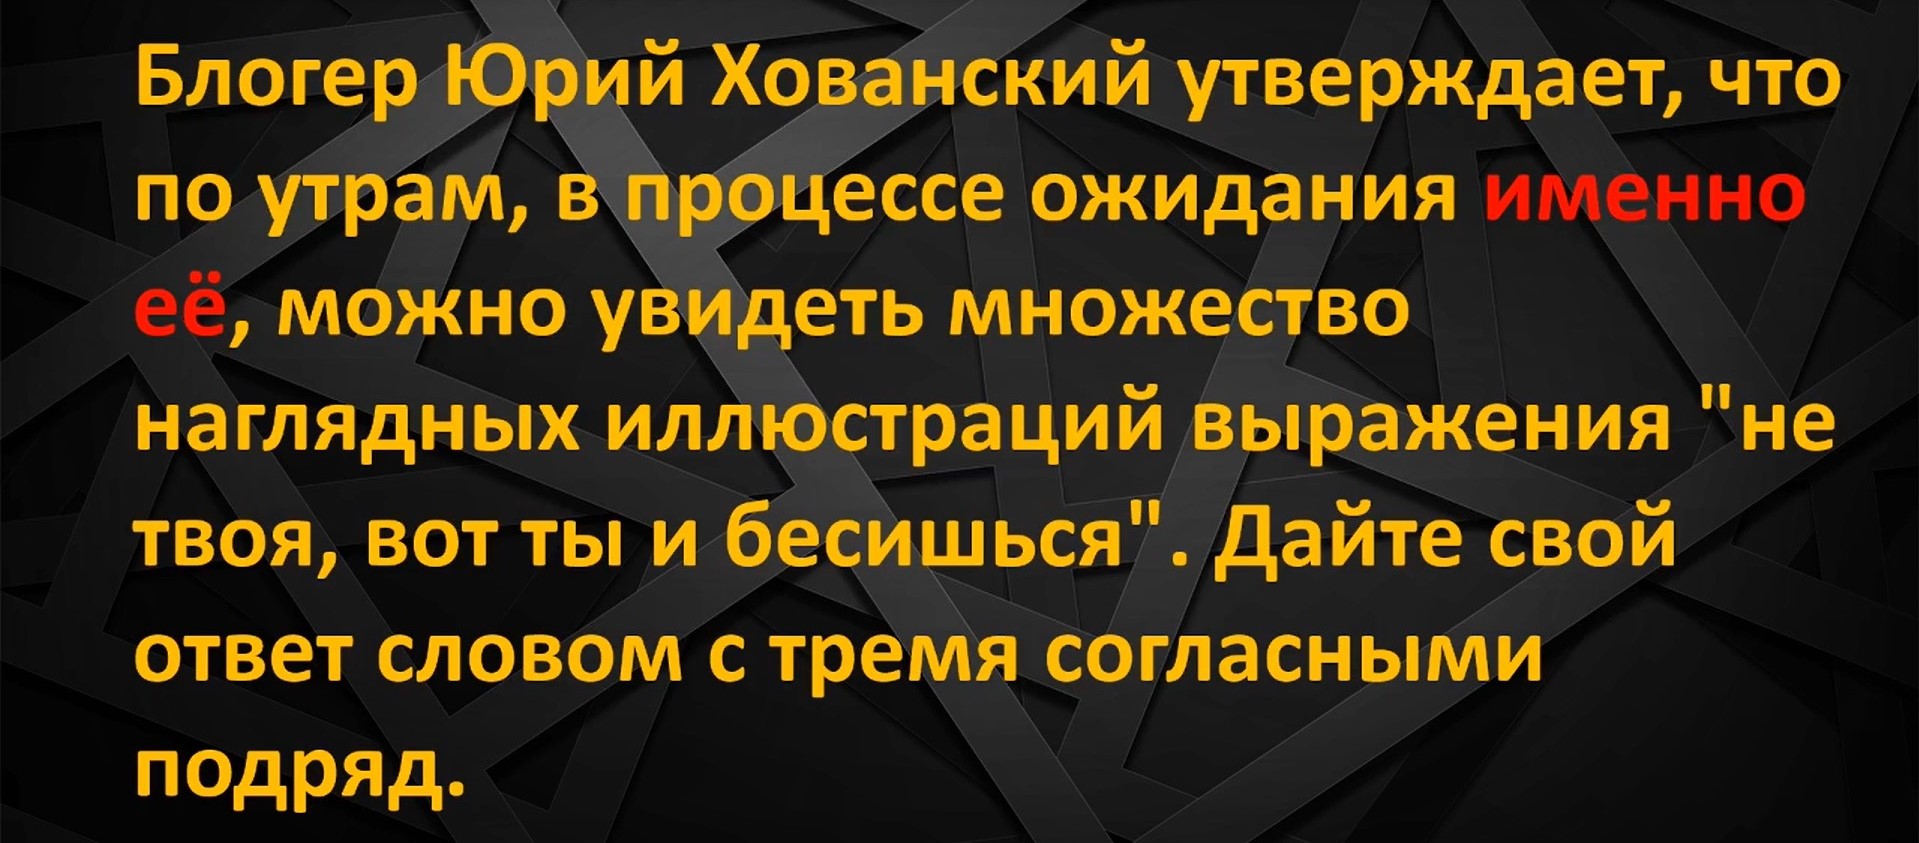 Блогер Юрий Хованский утверждает, что
по утрам, в процессе ожидания именно
её, можно увидеть множество
наглядных иллюстраций выражения "не
твоя, вот ты и бесишься". Дайте свой
ответ словом с тремя согласными
подряд.